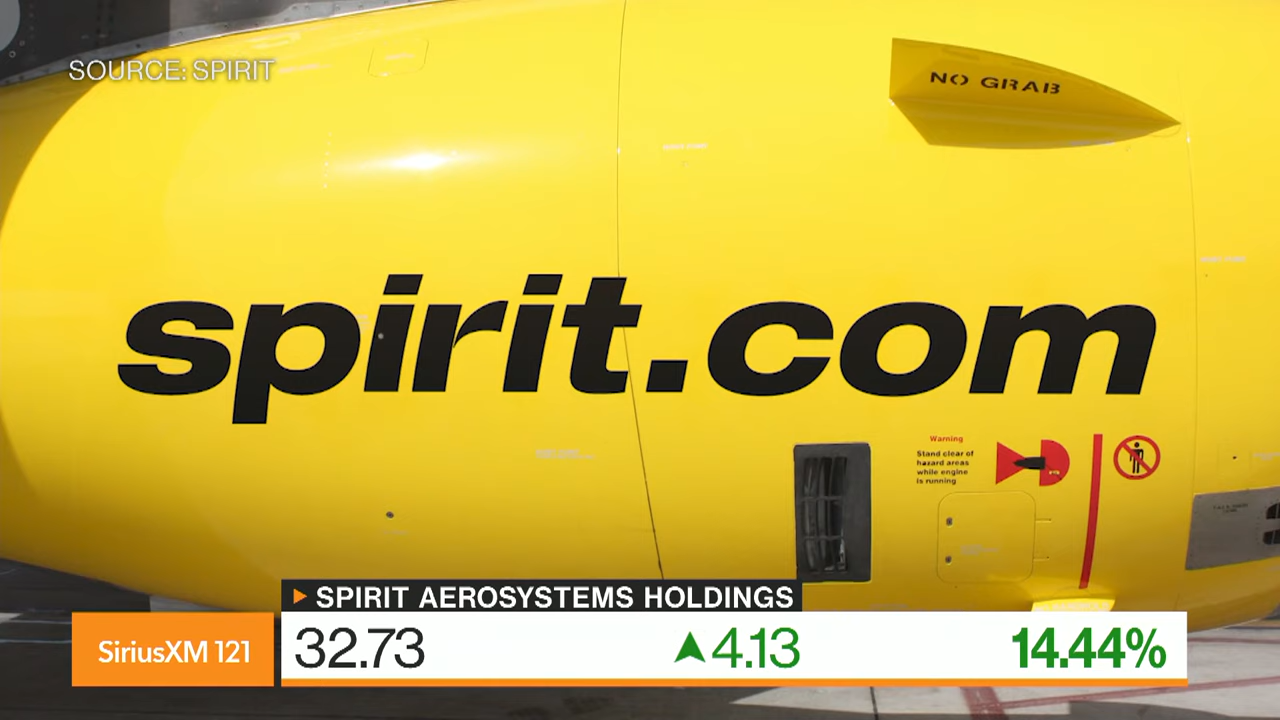 SOURCE: SPIRIT
NO GRAB
spirit.com
Warning
Stand clear of
hazard areas
while engine
is running
SPIRIT AEROSYSTEMS HOLDINGS
SiriusXM 121
32.73
4.13
14.44%